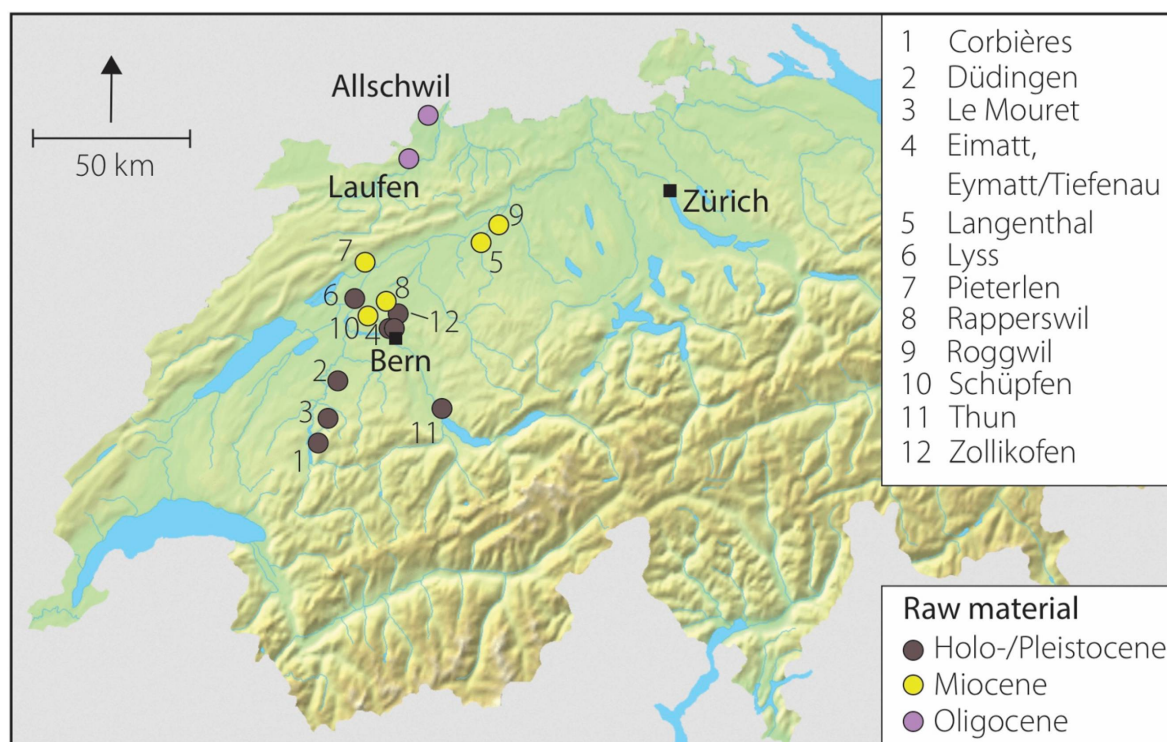 50 km
Allschwil
Laufen
Zürich
9
5
7
6
8
10
4
12
Bern
2
3
1
11
1 Corbières
2 Düdingen
3 Le Mouret
4 Eimatt,
Eymatt/Tiefenau
5 Langenthal
6 Lyss
7 Pieterlen
8 Rapperswil
9 Roggwil
10 Schüpfen
11 Thun
12 Zollikofen
Raw material
Holo-/Pleistocene
Miocene
Oligocene